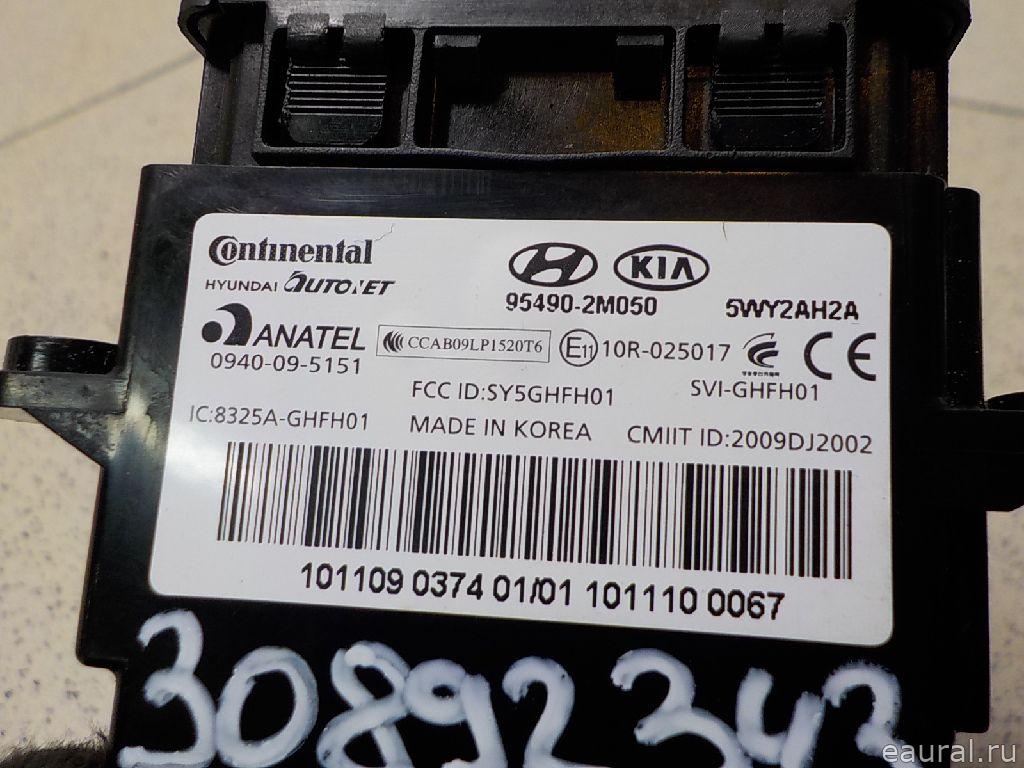 Continental
HYUNDAI AUTONET
KIA
95490-2M050
5WY2AH2A
ANATEL
0940-09-5151
CCAB09LP1520T6
E11 10R-025017
CE
FCC ID:SY5GHFH01
SVI-GHFH01
IC:8325A-GHFH01
MADE IN KOREA
CMIIT ID:2009DJ2002
101109 0374 01/01 101110 0067
30892342
eaural.ru